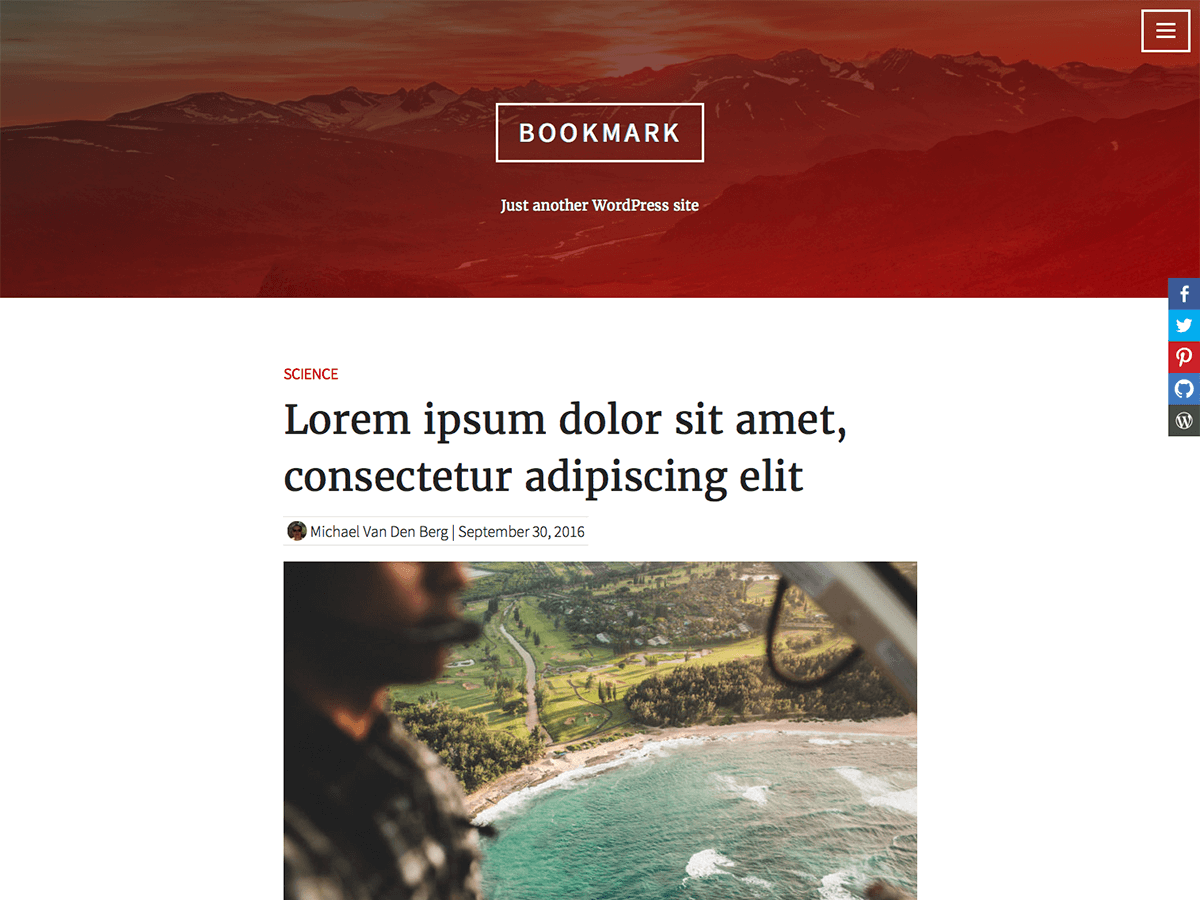 BOOKMARK
Just another WordPress site
SCIENCE
Lorem ipsum dolor sit amet,
consectetur adipiscing elit
Michael Van Den Berg | September 30, 2016